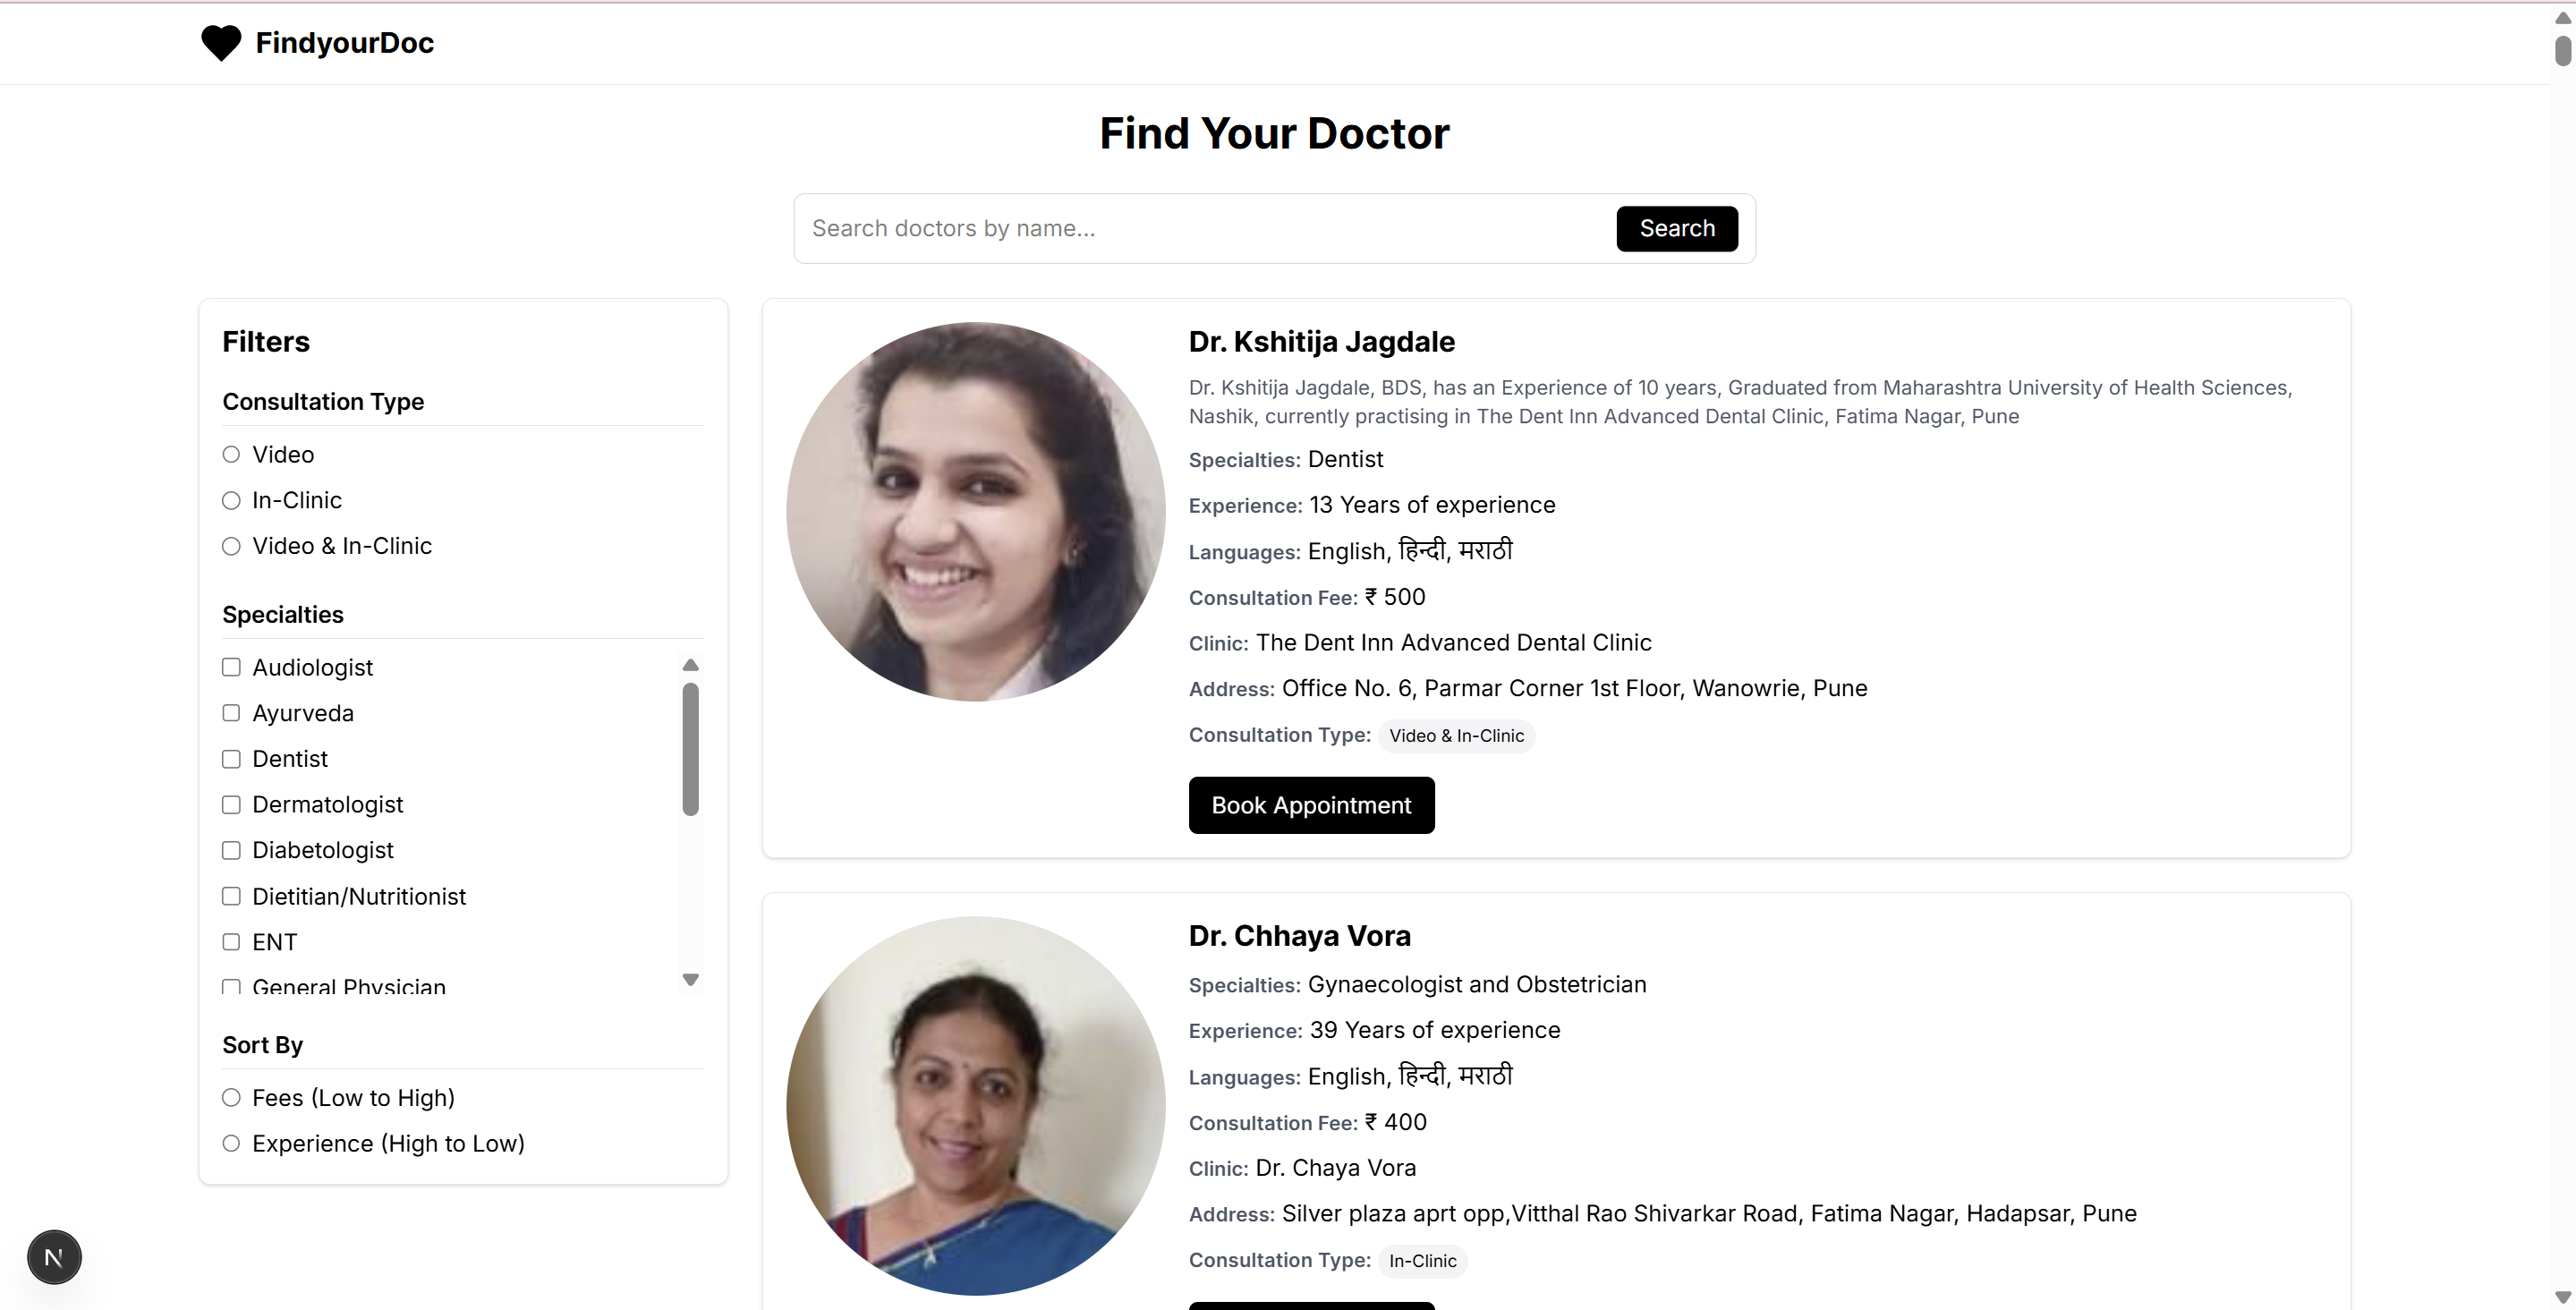 FindyourDoc
Find Your Doctor
Search doctors by name...
Search
Filters
Consultation Type
Video
In-Clinic
Video & In-Clinic
Specialties
Audiologist
Ayurveda
Dentist
Dermatologist
Diabetologist
Dietitian/Nutritionist
ENT
General Physician
Sort By
Fees (Low to High)
Experience (High to Low)
Dr. Kshitija Jagdale
Dr. Kshitija Jagdale, BDS, has an Experience of 10 years, Graduated from Maharashtra University of Health Sciences,
Nashik, currently practising in The Dent Inn Advanced Dental Clinic, Fatima Nagar, Pune
Specialties: Dentist
Experience: 13 Years of experience
Languages: English, हिन्दी, मराठी
Consultation Fee: ₹ 500
Clinic: The Dent Inn Advanced Dental Clinic
Address: Office No. 6, Parmar Corner 1st Floor, Wanowrie, Pune
Consultation Type: Video & In-Clinic
Book Appointment
Dr. Chhaya Vora
Specialties: Gynaecologist and Obstetrician
Experience: 39 Years of experience
Languages: English, हिन्दी, मराठी
Consultation Fee: ₹ 400
Clinic: Dr. Chaya Vora
Address: Silver plaza aprt opp,Vitthal Rao Shivarkar Road, Fatima Nagar, Hadapsar, Pune
Consultation Type: In-Clinic
N